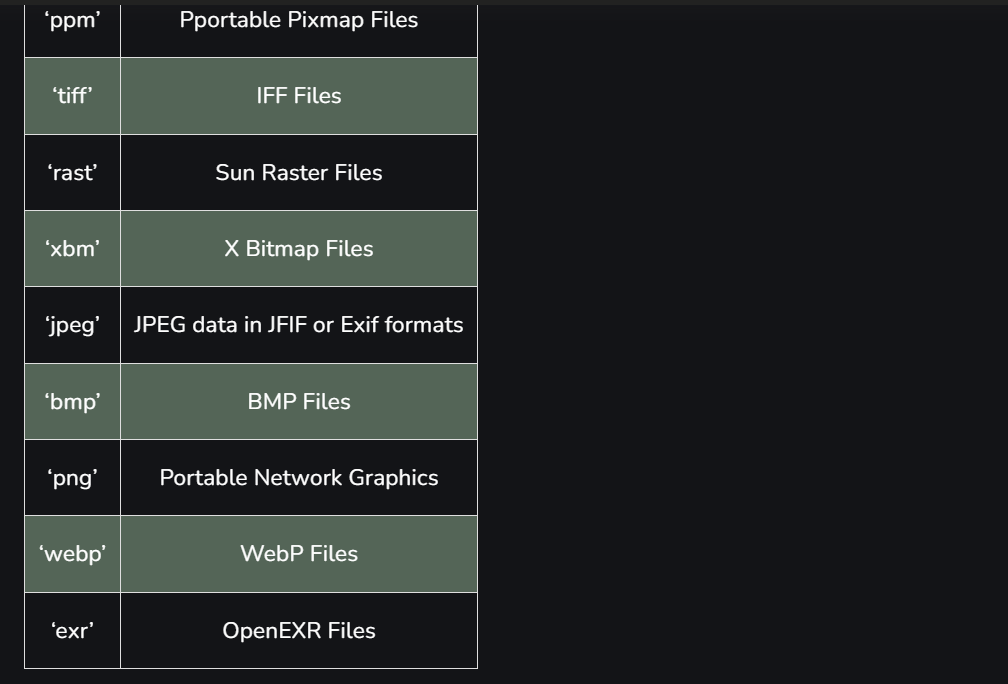 ‘ppm’ Pportable Pixmap Files
‘tiff’ IFF Files
‘rast’ Sun Raster Files
‘xbm’ X Bitmap Files
‘jpeg’ JPEG data in JFIF or Exif formats
‘bmp’ BMP Files
‘png’ Portable Network Graphics
‘webp’ WebP Files
‘exr’ OpenEXR Files